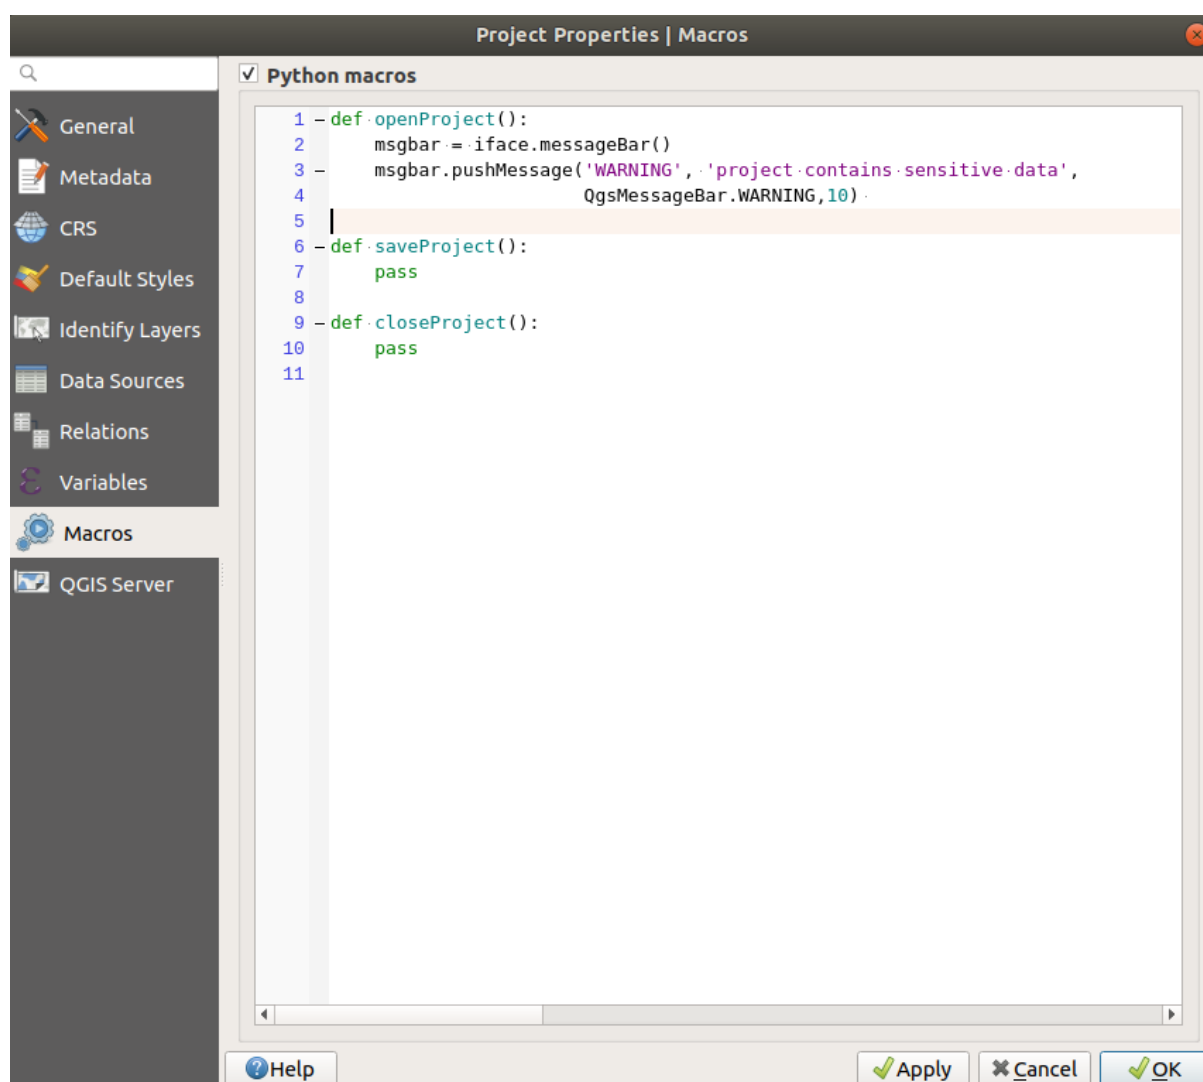 Project Properties | Macros
Python macros
General
Metadata
CRS
Default Styles
Identify Layers
Data Sources
Relations
Variables
Macros
QGIS Server
1 def openProject():
2     msgbar = iface.messageBar()
3     msgbar.pushMessage('WARNING', 'project contains sensitive data',
4                        QgsMessageBar.WARNING,10)
5
6 def saveProject():
7     pass
8
9 def closeProject():
10     pass
11
Help
Apply
Cancel
OK